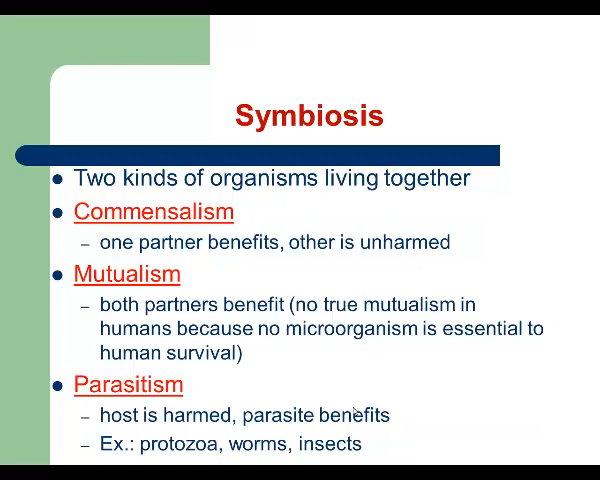 Symbiosis
● Two kinds of organisms living together
● Commensalism
– one partner benefits, other is unharmed
● Mutualism
– both partners benefit (no true mutualism in
humans because no microorganism is essential to
human survival)
● Parasitism
– host is harmed, parasite benefits
– Ex.: protozoa, worms, insects